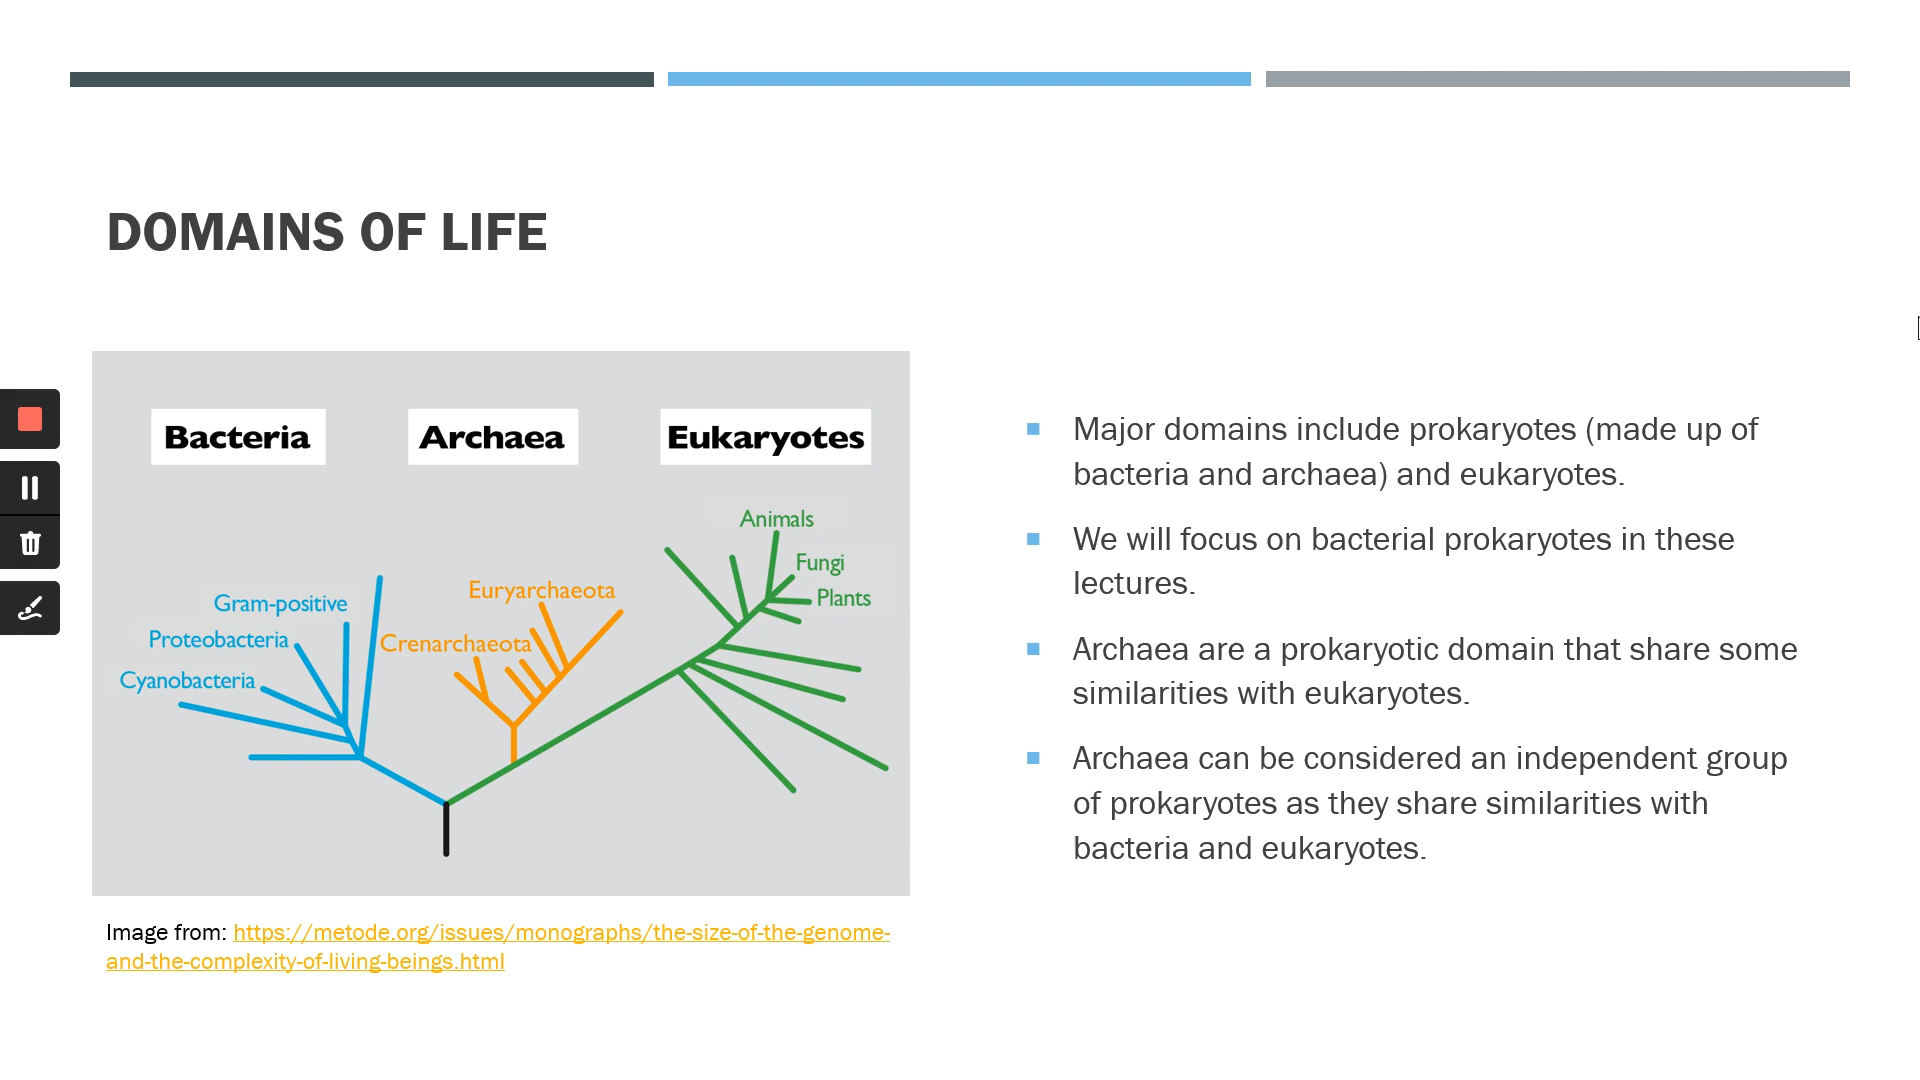 DOMAINS OF LIFE
Bacteria
Archaea
Eukaryotes
Animals
Fungi
Plants
Euryarchaeota
Crenarchaeota
Gram-positive
Proteobacteria
Cyanobacteria
Image from: https://metode.org/issues/monographs/the-size-of-the-genome-
and-the-complexity-of-living-beings.html
Major domains include prokaryotes (made up of
bacteria and archaea) and eukaryotes.
We will focus on bacterial prokaryotes in these
lectures.
Archaea are a prokaryotic domain that share some
similarities with eukaryotes.
Archaea can be considered an independent group
of prokaryotes as they share similarities with
bacteria and eukaryotes.